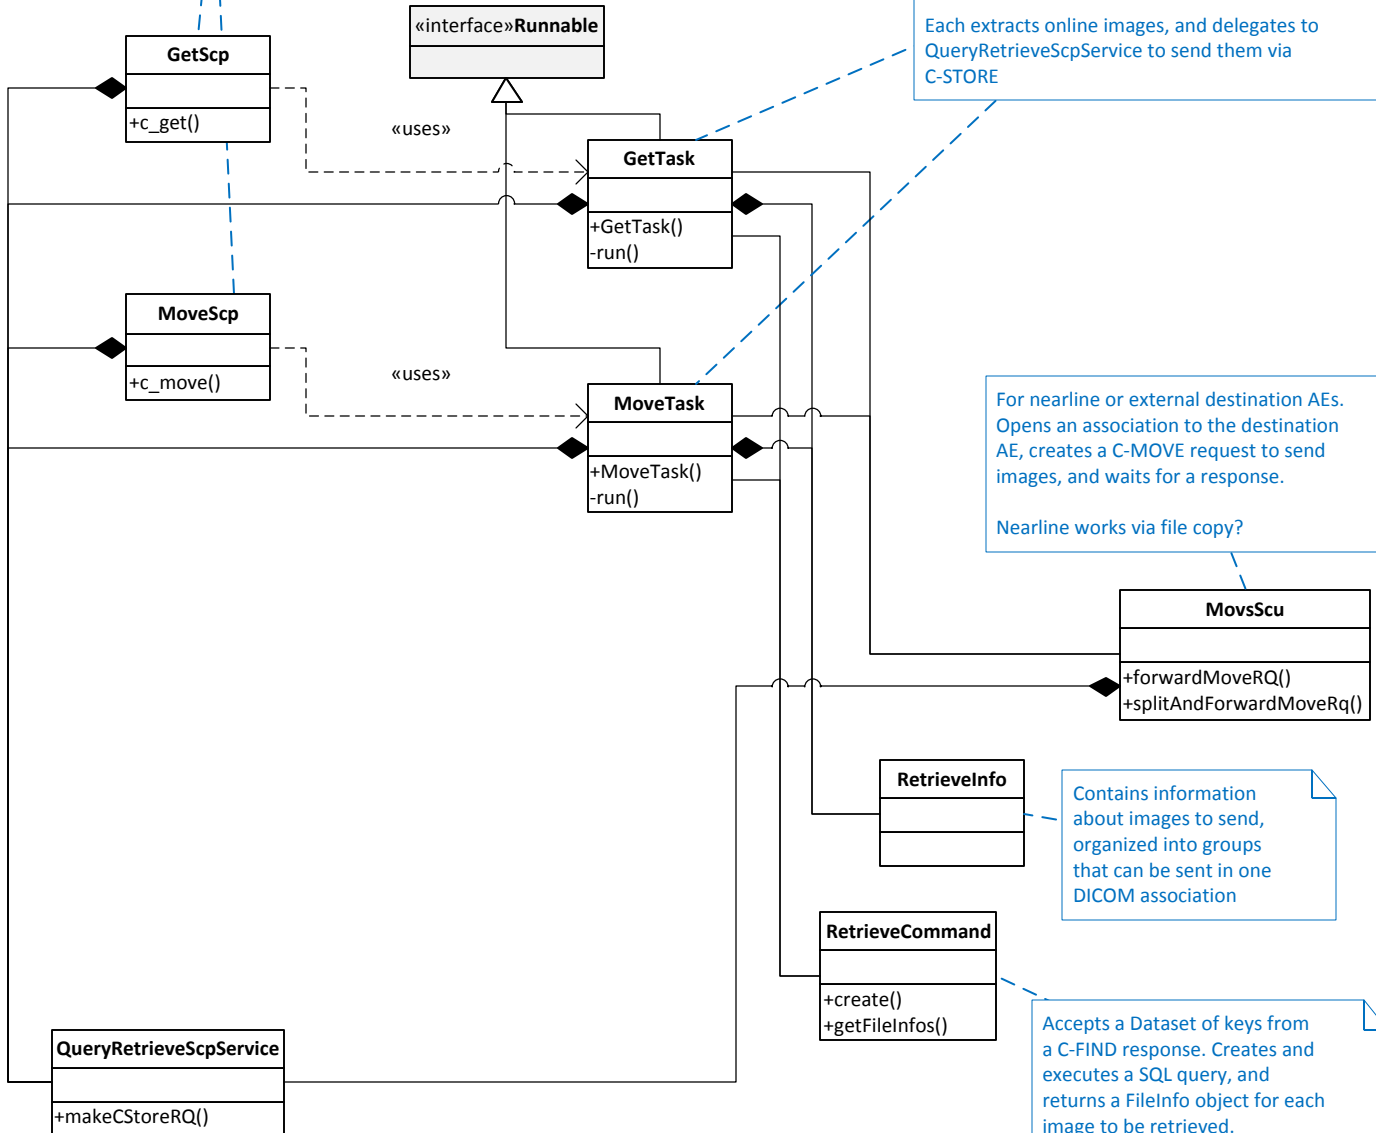 «interface»Runnable
Each extracts online images, and delegates to
QueryRetrieveScpService to send them via
C-STORE
GetScp
+c_get()
«uses»
GetTask
+GetTask()
-run()
MoveScp
+c_move()
«uses»
MoveTask
+MoveTask()
-run()
For nearline or external destination AEs.
Opens an association to the destination
AE, creates a C-MOVE request to send
images, and waits for a response.
Nearline works via file copy?
MovsScu
+forwardMoveRQ()
+splitAndForwardMoveRq()
RetrieveInfo
Contains information
about images to send,
organized into groups
that can be sent in one
DICOM association
RetrieveCommand
+create()
+getFileInfos()
Accepts a Dataset of keys from
a C-FIND response. Creates and
executes a SQL query, and
returns a FileInfo object for each
image to be retrieved.
QueryRetrieveScpService
+makeCStoreRQ()